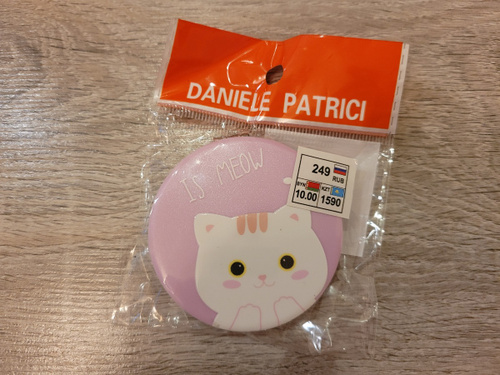 DANIELE PATRICI
IS MEOW
249
RUB
BYN
10.00
KZT
1590